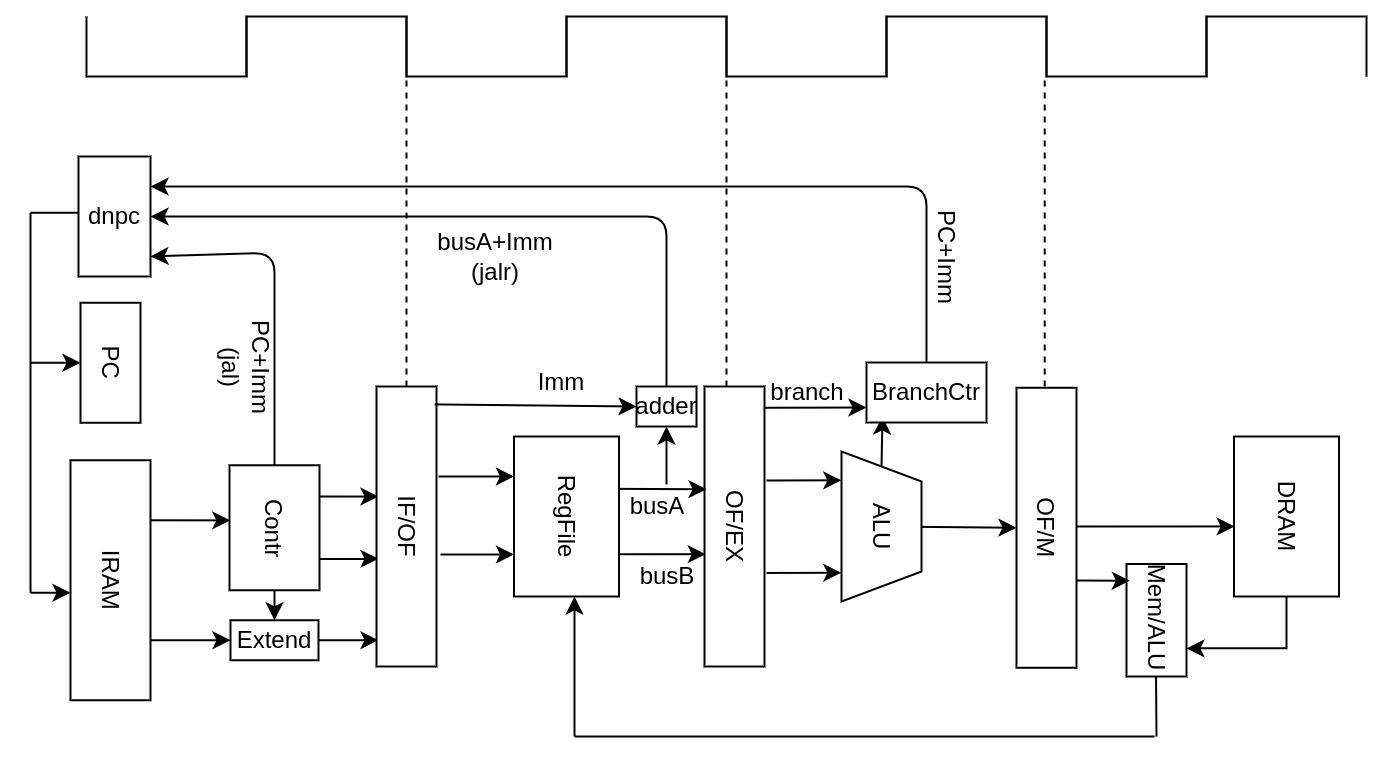 dnpc
busA+Imm
(jalr)
PC+Imm
PC+Imm
(jal)
PC
Imm
adder
branch
BranchCtr
IRAM
Contr
Extend
IF/OF
RegFile
busA
busB
OF/EX
ALU
OF/M
DRAM
Mem/ALU